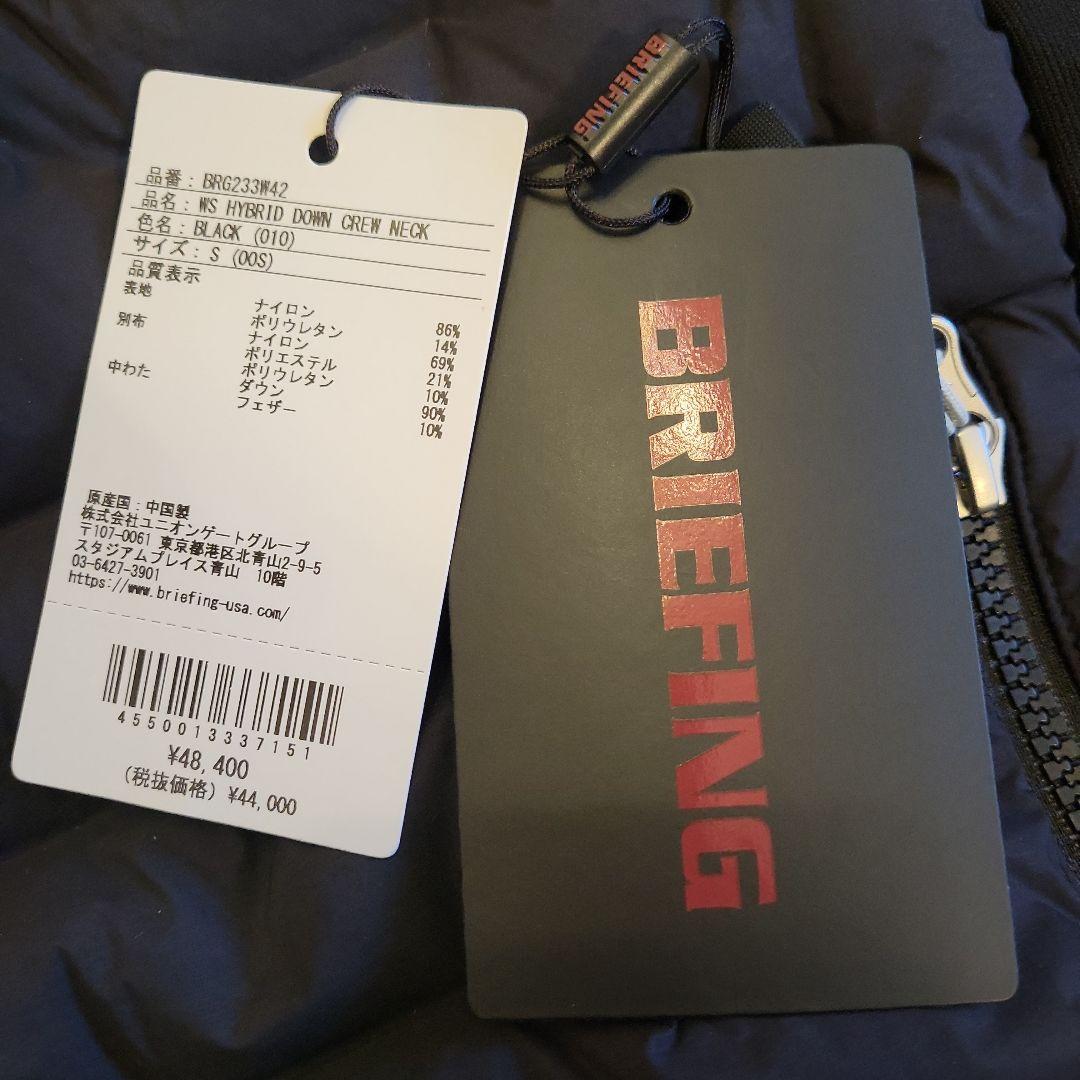 品番：BRG233W42
品名：WS HYBRID DOWN CREW NECK
色名：BLACK (010)
サイズ：S (00S)
品質表示
表地 ナイロン 86%
ポリウレタン 14%
別布 ナイロン 69%
ポリエステル 21%
ポリウレタン 10%
中わた ダウン 90%
フェザー 10%
原産国：中国製
株式会社ユニオンゲートグループ
〒107-0061 東京都港区北青山2-9-5
スタジアムプレイス青山 10階
03-6427-3901
https://www.briefing-usa.com/
4550013337151
¥48,400
(税抜価格) ¥44,000
BRIEFING
BRIEFING